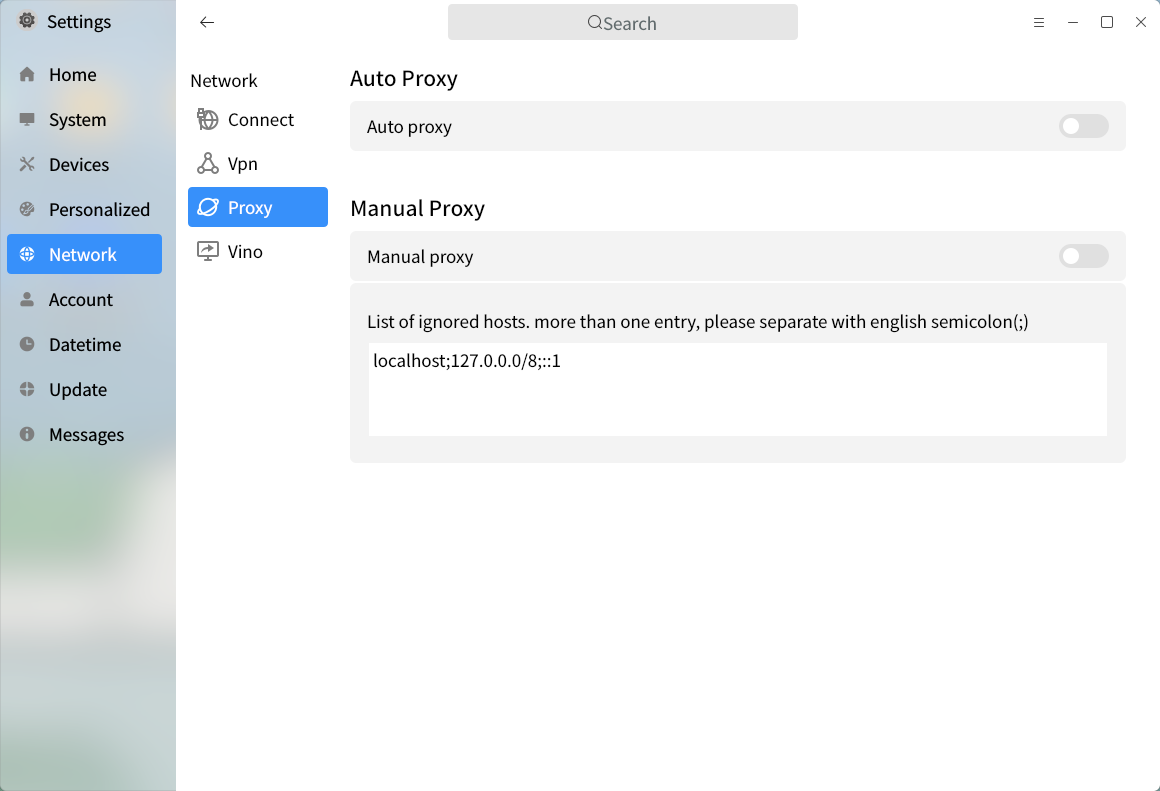 Settings
Search
Home
System
Devices
Personalized
Network
Account
Datetime
Update
Messages
Network
Connect
Vpn
Proxy
Vino
Auto Proxy
Auto proxy
Manual Proxy
Manual proxy
List of ignored hosts. more than one entry, please separate with english semicolon(;)
localhost;127.0.0.0/8;::1